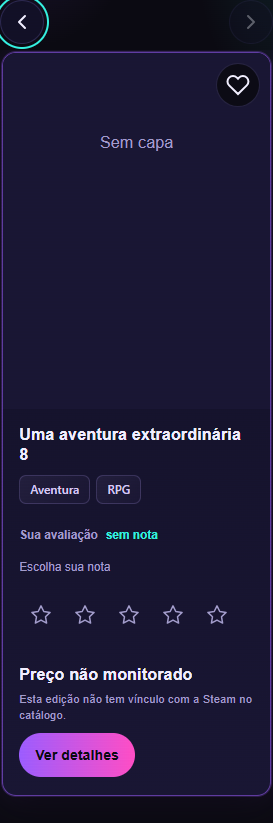 Sem capa
Uma aventura extraordinária
8
Aventura RPG
Sua avaliação sem nota
Escolha sua nota
Preço não monitorado
Esta edição não tem vínculo com a Steam no
catálogo.
Ver detalhes